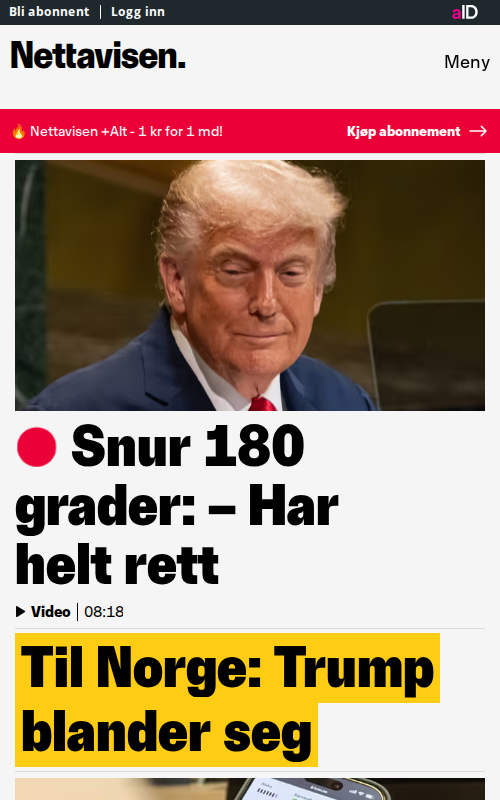 Bli abonnent | Logg inn
aID
Nettavisen.
Meny
🔥 Nettavisen +Alt - 1 kr for 1 md!
Kjøp abonnement →
Snur 180
grader: – Har
helt rett
Video | 08:18
Til Norge: Trump
blander seg